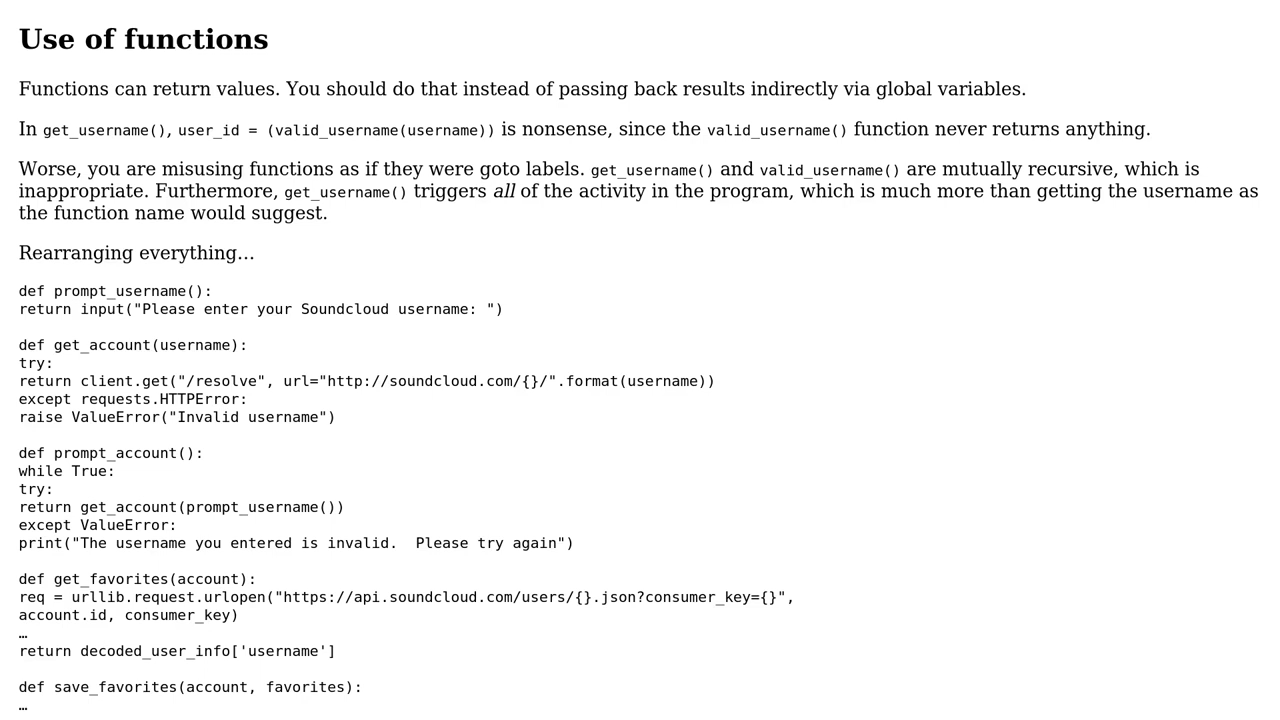 Use of functions
Functions can return values. You should do that instead of passing back results indirectly via global variables.
In get_username(), user_id = (valid_username(username)) is nonsense, since the valid_username() function never returns anything.
Worse, you are misusing functions as if they were goto labels. get_username() and valid_username() are mutually recursive, which is
inappropriate. Furthermore, get_username() triggers all of the activity in the program, which is much more than getting the username as
the function name would suggest.
Rearranging everything…
def prompt_username():
return input("Please enter your Soundcloud username: ")
def get_account(username):
try:
return client.get("/resolve", url="http://soundcloud.com/{}/".format(username))
except requests.HTTPError:
raise ValueError("Invalid username")
def prompt_account():
while True:
try:
return get_account(prompt_username())
except ValueError:
print("The username you entered is invalid.  Please try again")
def get_favorites(account):
req = urllib.request.urlopen("https://api.soundcloud.com/users/{}.json?consumer_key={}",
account.id, consumer_key)
…
return decoded_user_info['username']
def save_favorites(account, favorites):
…